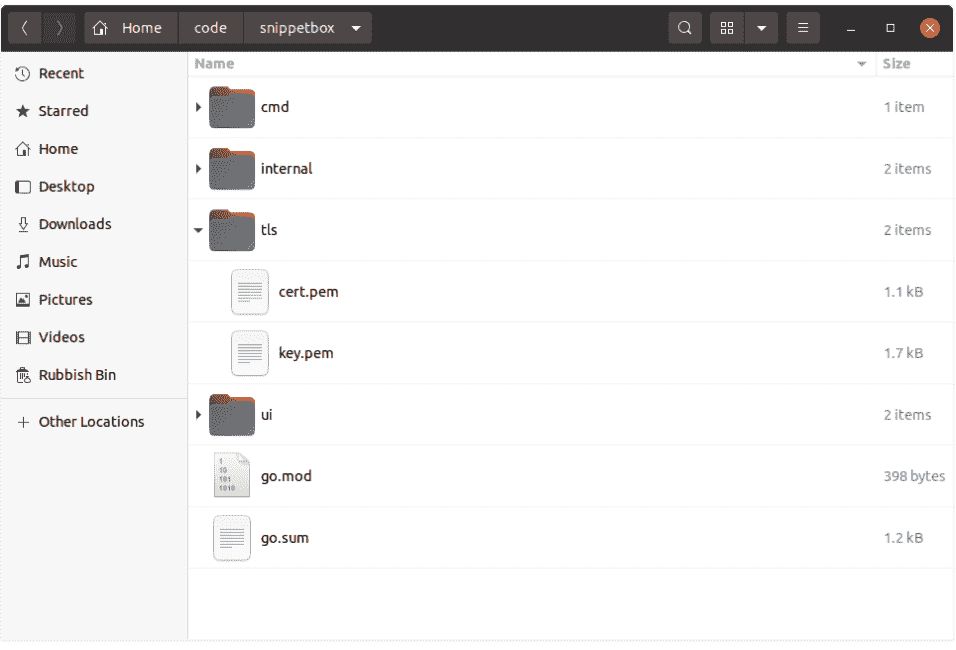 Home code snippetbox
Name Size
Recent
Starred
Home
Desktop
Downloads
Music
Pictures
Videos
Rubbish Bin
Other Locations
cmd 1 item
internal 2 items
tls 2 items
cert.pem 1.1 kB
key.pem 1.7 kB
ui 2 items
go.mod 398 bytes
go.sum 1.2 kB